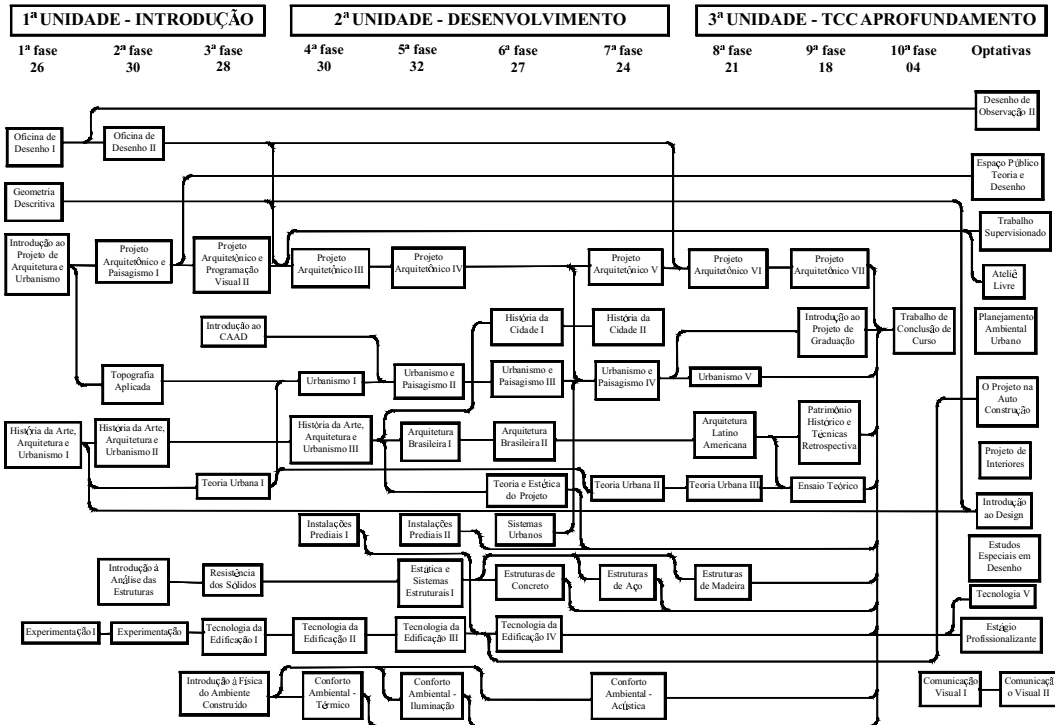 1ª UNIDADE - INTRODUÇÃO
2ª UNIDADE - DESENVOLVIMENTO
3ª UNIDADE - TCC APROFUNDAMENTO
1ª fase
26
2ª fase
30
3ª fase
28
4ª fase
30
5ª fase
32
6ª fase
27
7ª fase
24
8ª fase
21
9ª fase
18
10ª fase
04
Optativas
Desenho de
Observação II
Oficina de
Desenho I
Oficina de
Desenho II
Espaço Público
Teoria e
Desenho
Geometria
Descritiva
Trabalho
Supervisionado
Introdução ao
Projeto de
Arquitetura e
Urbanismo
Projeto
Arquitetônico e
Paisagismo I
Projeto
Arquitetônico e
Programação
Visual II
Projeto
Arquitetônico III
Projeto
Arquitetônico IV
Projeto
Arquitetônico V
Projeto
Arquitetônico VI
Projeto
Arquitetônico VII
Ateliê
Livre
Introdução ao
CAAD
História da
Cidade I
História da
Cidade II
Introdução ao
Projeto de
Graduação
Trabalho de
Conclusão de
Curso
Planejamento
Ambiental
Urbano
Topografia
Aplicada
Urbanismo I
Urbanismo e
Paisagismo II
Urbanismo e
Paisagismo III
Urbanismo e
Paisagismo IV
Urbanismo V
O Projeto na
Auto
Construção
História da Arte,
Arquitetura e
Urbanismo I
História da Arte,
Arquitetura e
Urbanismo II
História da Arte,
Arquitetura e
Urbanismo III
Arquitetura
Brasileira I
Arquitetura
Brasileira II
Arquitetura
Latino
Americana
Patrimônio
Histórico e
Técnicas
Retrospectiva
Projeto de
Interiores
Teoria Urbana I
Teoria e Estética
do Projeto
Teoria Urbana II
Teoria Urbana III
Ensaio Teórico
Introdução
ao Design
Instalações
Prediais I
Instalações
Prediais II
Sistemas
Urbanos
Estudos
Especiais em
Desenho
Introdução à
Análise das
Estruturas
Resistência
dos Sólidos
Estática e
Sistemas
Estruturais I
Estruturas de
Concreto
Estruturas
de Aço
Estruturas
de Madeira
Tecnologia V
Experimentação I
Experimentação
Tecnologia da
Edificação I
Tecnologia da
Edificação II
Tecnologia da
Edificação III
Tecnologia da
Edificação IV
Estágio
Profissionalizante
Introdução à Física
do Ambiente
Construído
Conforto
Ambiental -
Térmico
Conforto
Ambiental -
Iluminação
Conforto
Ambiental -
Acústica
Comunicação
Visual I
Comunicaçã
o Visual II